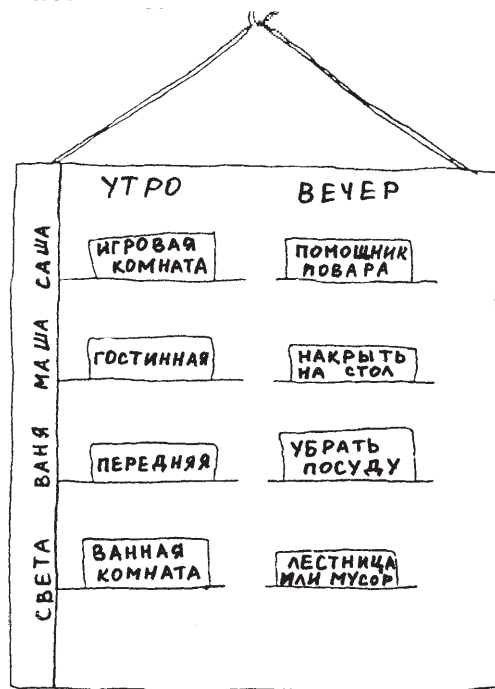 УТРО ВЕЧЕР
САША
ИГРОВАЯ
КОМНАТА
ПОМОЩНИК
ПОВАРА
МАША
ГОСТИННАЯ
НАКРЫТЬ
НА СТОЛ
ВАНЯ
ПЕРЕДНЯЯ
УБРАТЬ
ПОСУДУ
СВЕТА
ВАННАЯ
КОМНАТА
ЛЕСТНИЦА
ИЛИ МУСОР